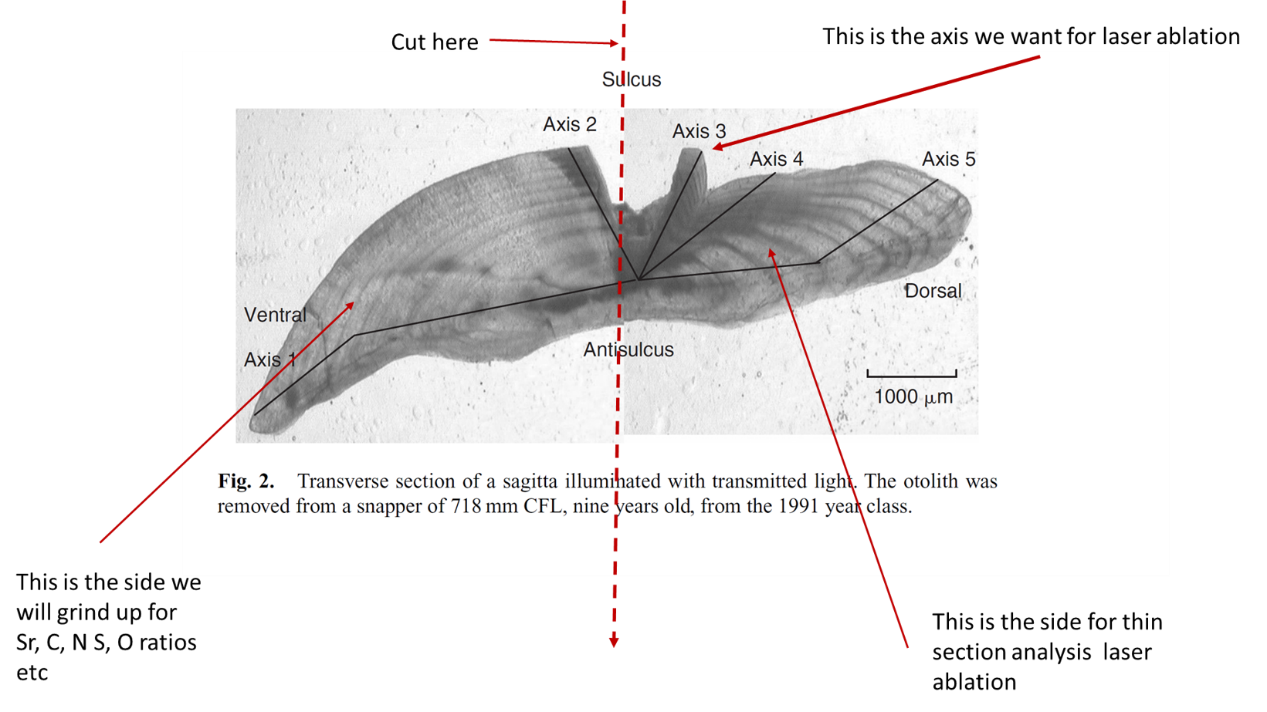 Cut here
This is the axis we want for laser ablation
Sulcus
Axis 2
Axis 3
Axis 4
Axis 5
Ventral
Axis 1
Dorsal
Antisulcus
1000 μm
Fig. 2. Transverse section of a sagitta illuminated with transmitted light. The otolith was
removed from a snapper of 718 mm CFL, nine years old, from the 1991 year class.
This is the side we
will grind up for
Sr, C, N S, O ratios
etc
This is the side for thin
section analysis laser
ablation